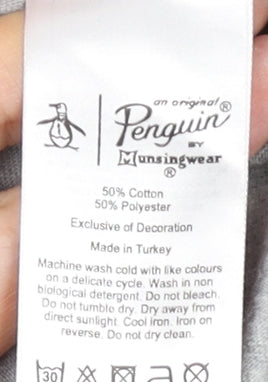 an original®
Penguin
BY
Munsingwear
®
50% Cotton
50% Polyester
Exclusive of Decoration
Made in Turkey
Machine wash cold with like colours
on a delicate cycle. Wash in non
biological detergent. Do not bleach.
Do not tumble dry. Dry away from
direct sunlight. Cool iron. Iron on
reverse. Do not dry clean.
30